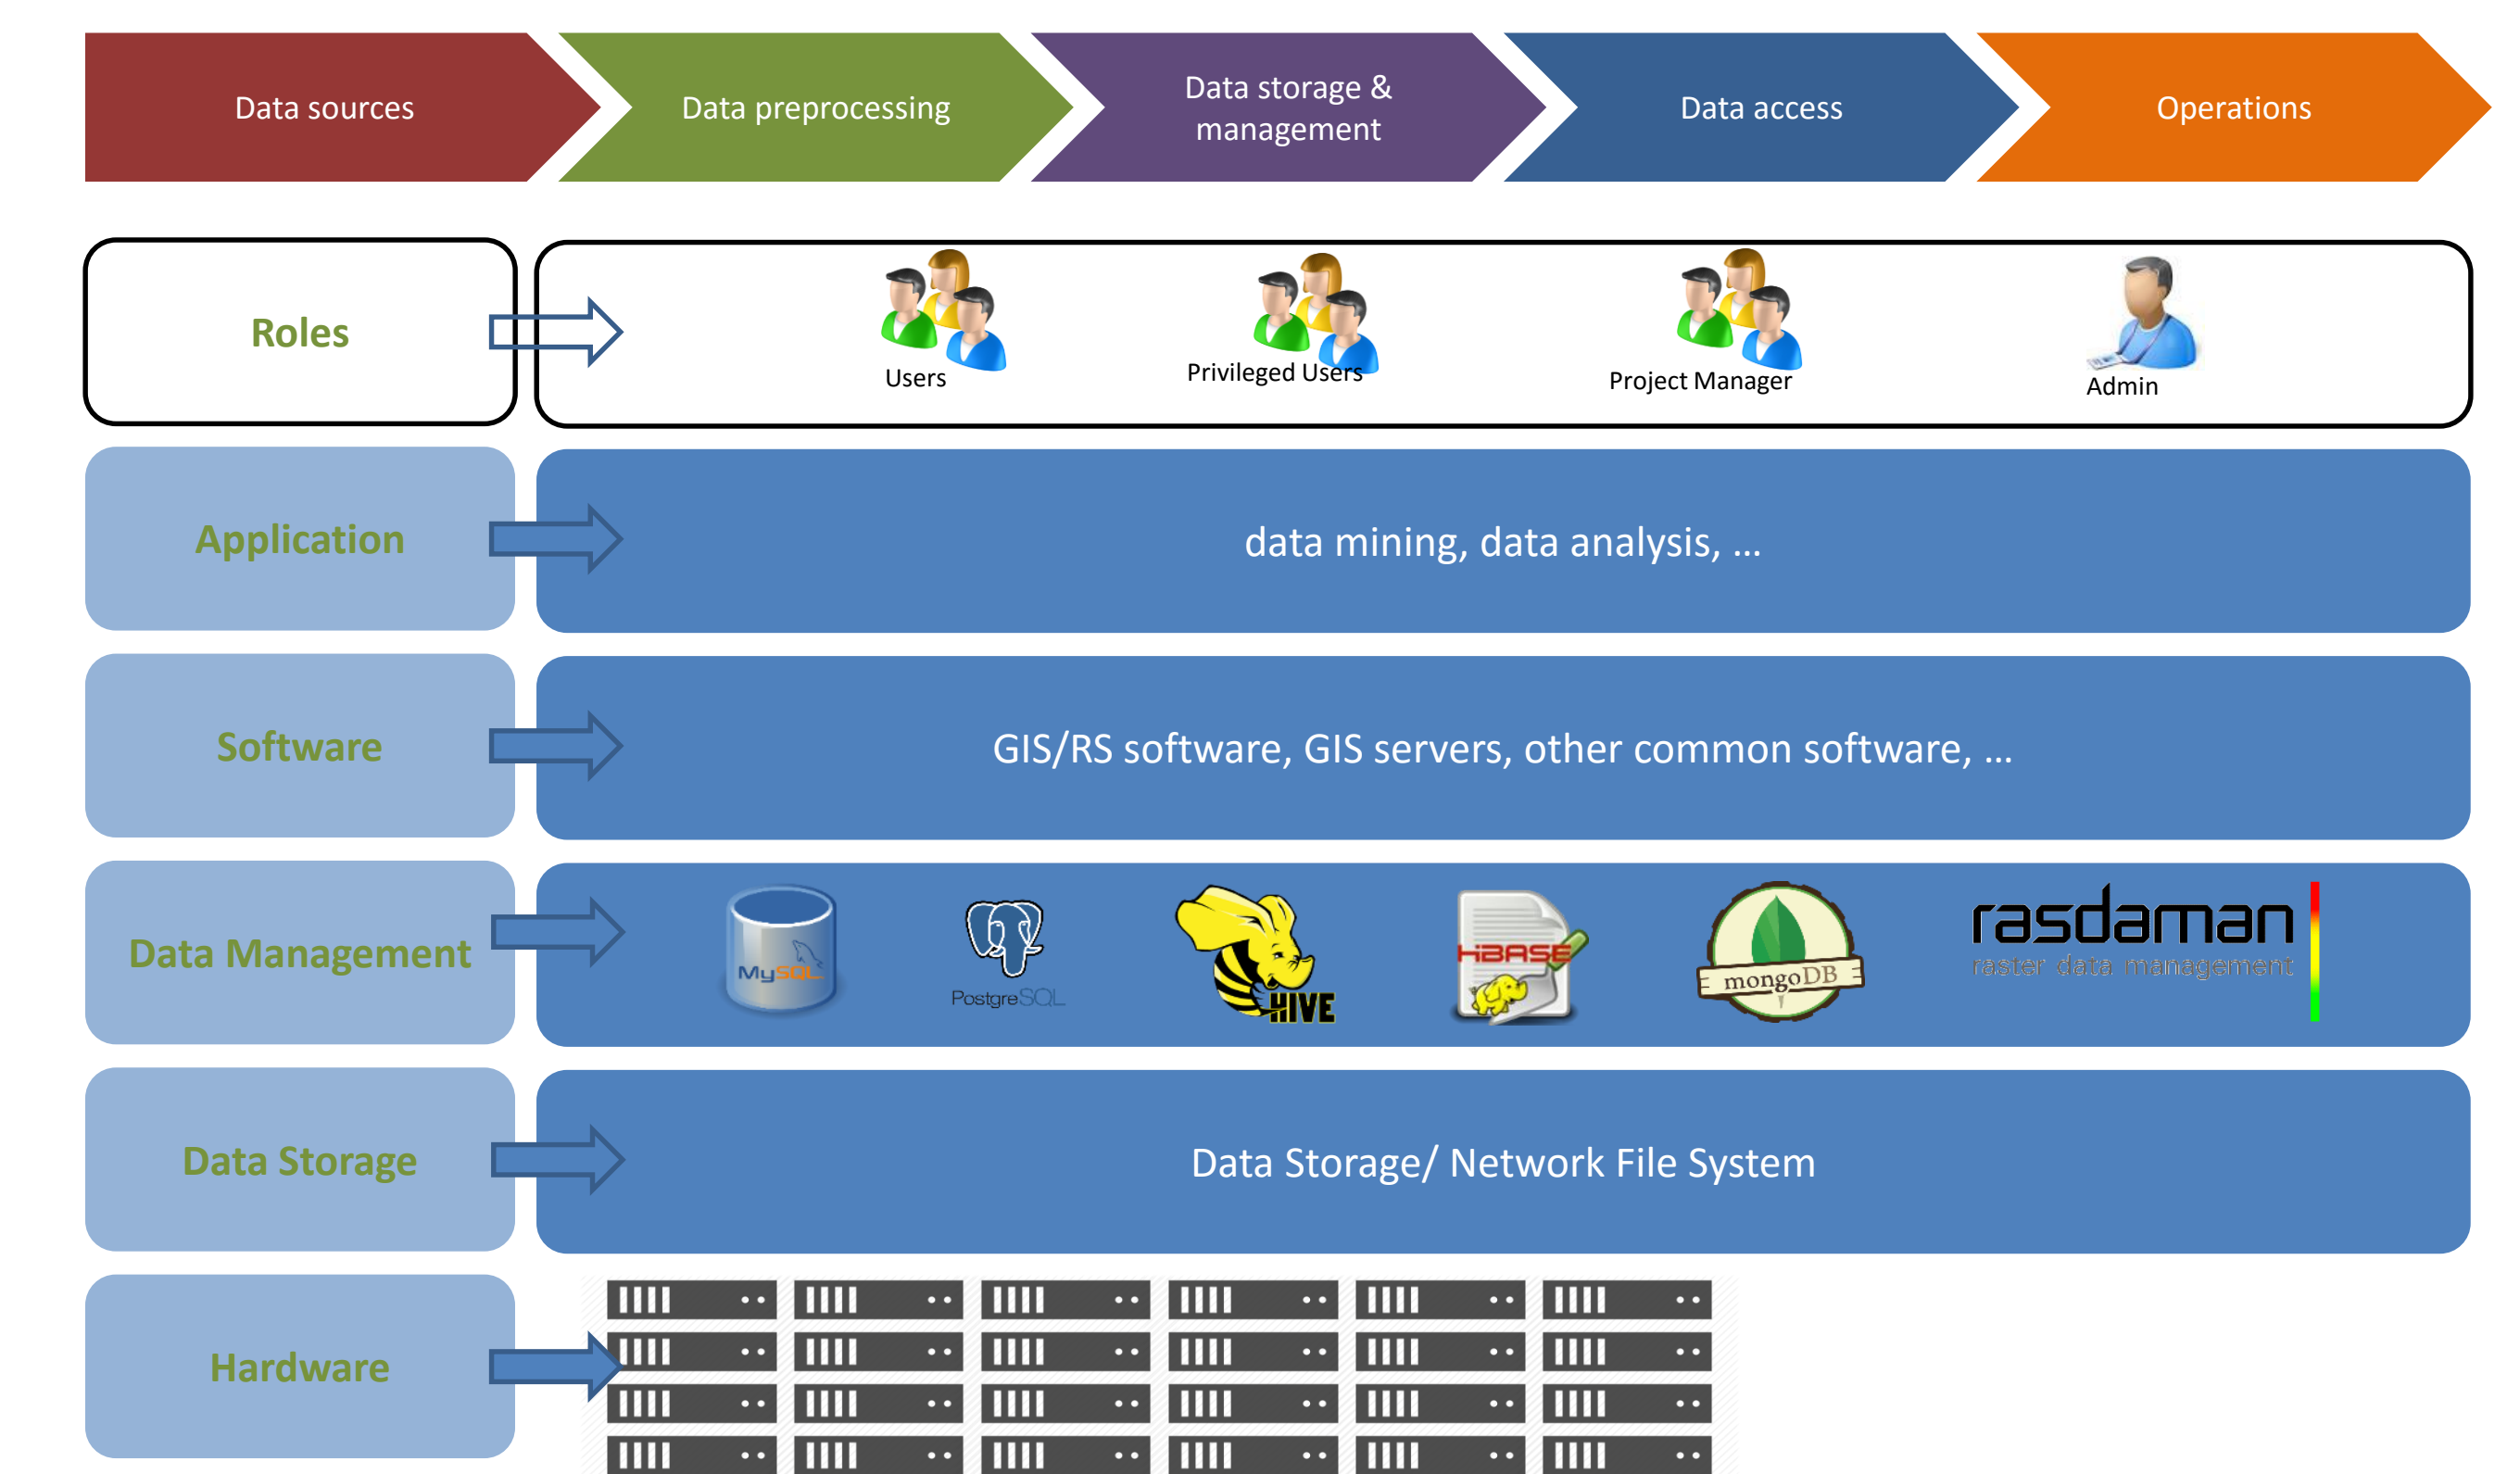 Data sources
Data preprocessing
Data storage &
management
Data access
Operations
Roles
Users
Privileged Users
Project Manager
Admin
Application
data mining, data analysis, ...
Software
GIS/RS software, GIS servers, other common software, ...
Data Management
MySQL
PostgreSQL
HIVE
HBASE
mongoDB
rasdaman
raster data management
Data Storage
Data Storage/ Network File System
Hardware